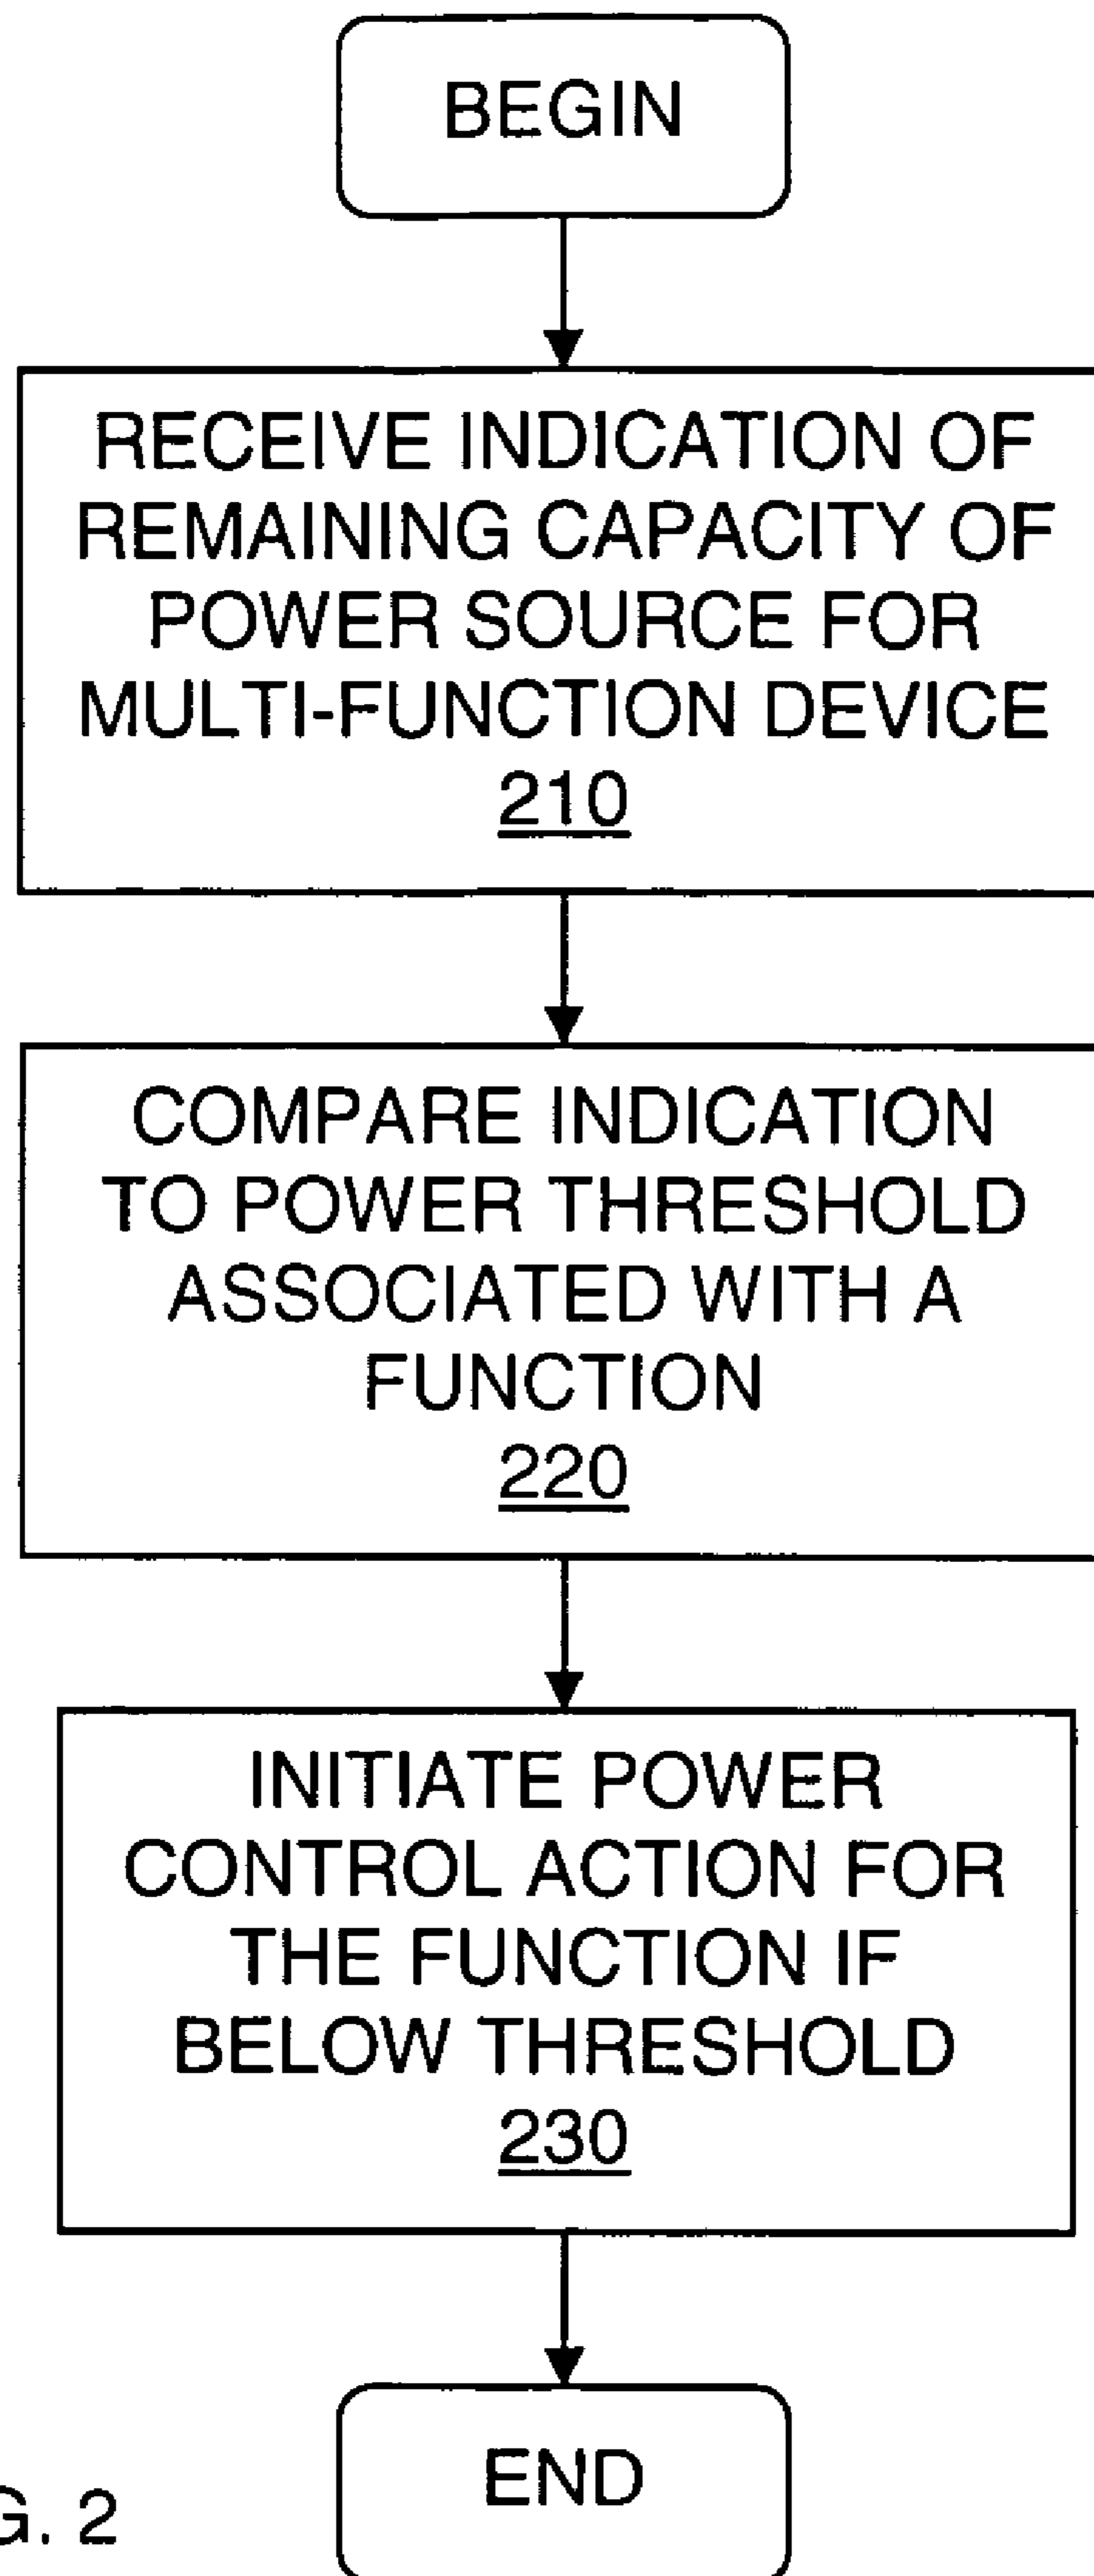 BEGIN
RECEIVE INDICATION OF
REMAINING CAPACITY OF
POWER SOURCE FOR
MULTI-FUNCTION DEVICE
210
COMPARE INDICATION
TO POWER THRESHOLD
ASSOCIATED WITH A
FUNCTION
220
INITIATE POWER
CONTROL ACTION FOR
THE FUNCTION IF
BELOW THRESHOLD
230
END
G. 2